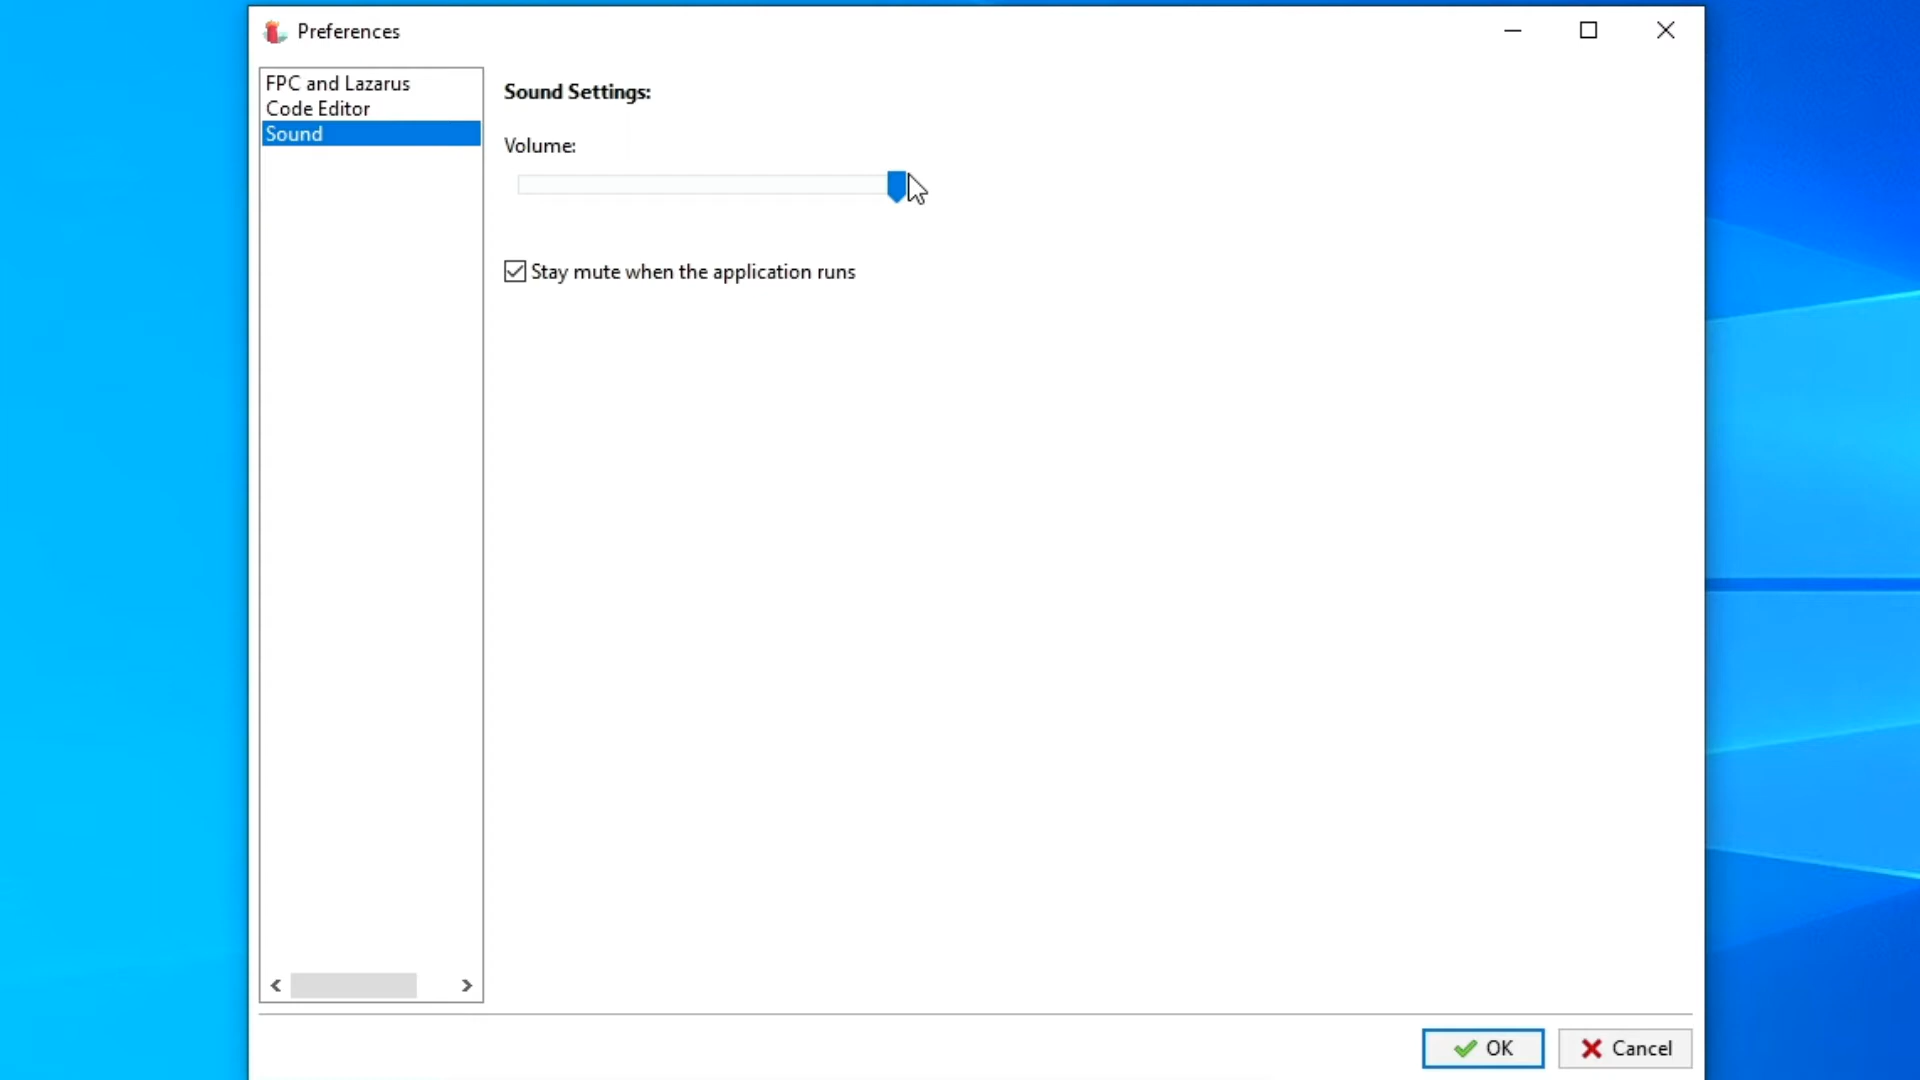 Preferences
FPC and Lazarus
Code Editor
Sound
Sound Settings:
Volume:
Stay mute when the application runs
OK
Cancel